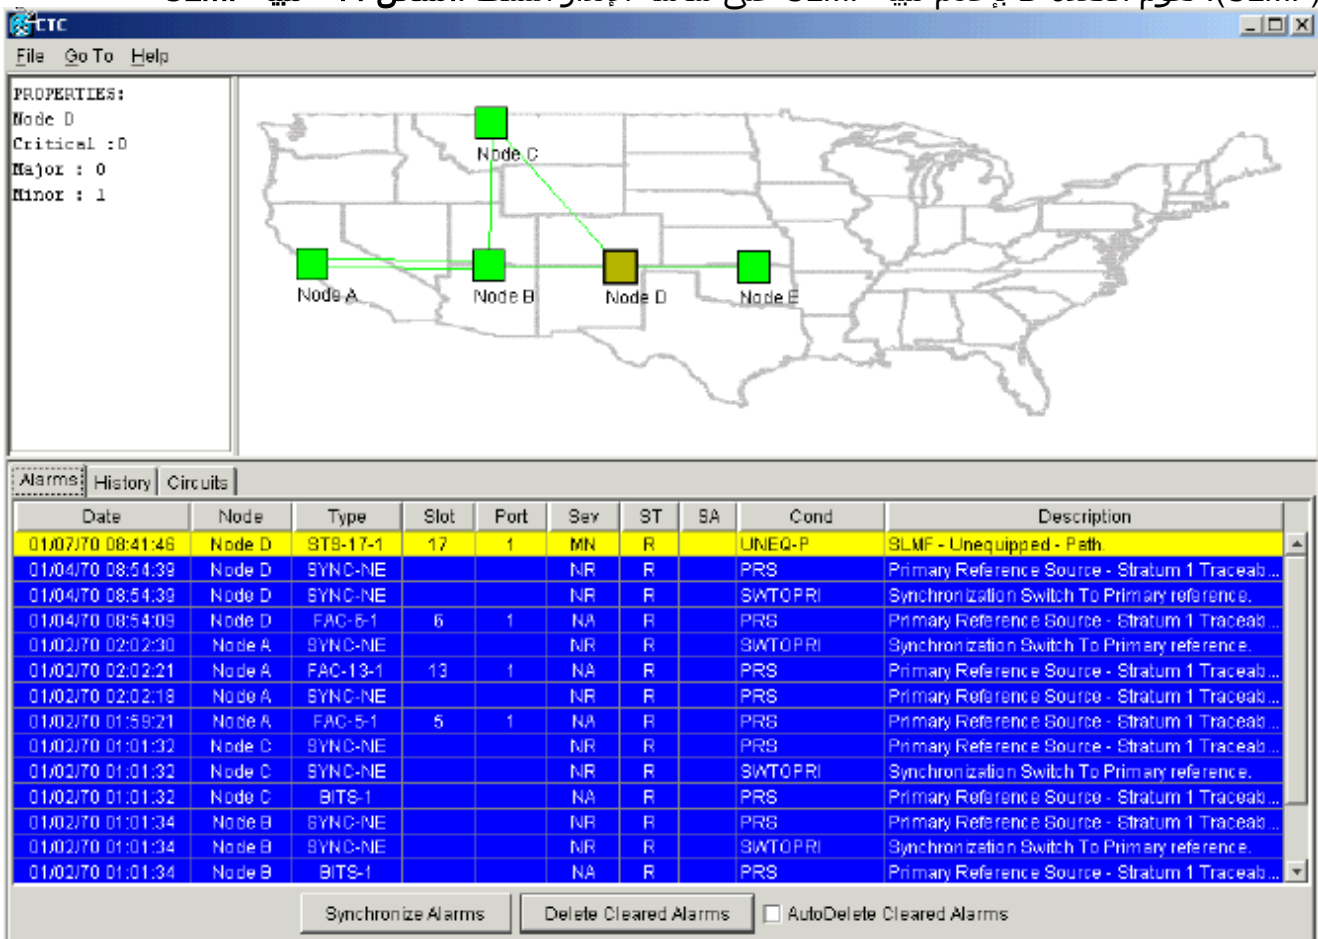 CTC
File Go To Help
PROPERTIES:
Node D
Critical :0
Major : 0
Minor : 1
Node C
Node A
Node B
Node D
Node E
Alarms History Circuits
Date Node Type Slot Port Sev ST SA Cond Description
01/07/70 08:41:46 Node D STS-17-1 17 1 MN R UNEQ-P SLMF - Unequipped - Path.
01/04/70 08:54:39 Node D SYNC-NE NR R PRS Primary Reference Source - Stratum 1 Traceab...
01/04/70 08:54:39 Node D SYNC-NE NR R SWTOPRI Synchronization Switch To Primary reference.
01/04/70 08:54:09 Node D FAC-6-1 6 1 NA R PRS Primary Reference Source - Stratum 1 Traceab...
01/02/70 02:02:30 Node A SYNC-NE NR R SWTOPRI Synchronization Switch To Primary reference.
01/02/70 02:02:21 Node A FAC-13-1 13 1 NA R PRS Primary Reference Source - Stratum 1 Traceab...
01/02/70 02:02:18 Node A SYNC-NE NR R PRS Primary Reference Source - Stratum 1 Traceab...
01/02/70 01:59:21 Node A FAC-5-1 5 1 NA R PRS Primary Reference Source - Stratum 1 Traceab...
01/02/70 01:01:32 Node C SYNC-NE NR R PRS Primary Reference Source - Stratum 1 Traceab...
01/02/70 01:01:32 Node C SYNC-NE NR R SWTOPRI Synchronization Switch To Primary reference.
01/02/70 01:01:32 Node C BITS-1 NA R PRS Primary Reference Source - Stratum 1 Traceab...
01/02/70 01:01:34 Node B SYNC-NE NR R PRS Primary Reference Source - Stratum 1 Traceab...
01/02/70 01:01:34 Node B SYNC-NE NR R SWTOPRI Synchronization Switch To Primary reference.
01/02/70 01:01:34 Node B BITS-1 NA R PRS Primary Reference Source - Stratum 1 Traceab...
Synchronize Alarms Delete Cleared Alarms AutoDelete Cleared Alarms